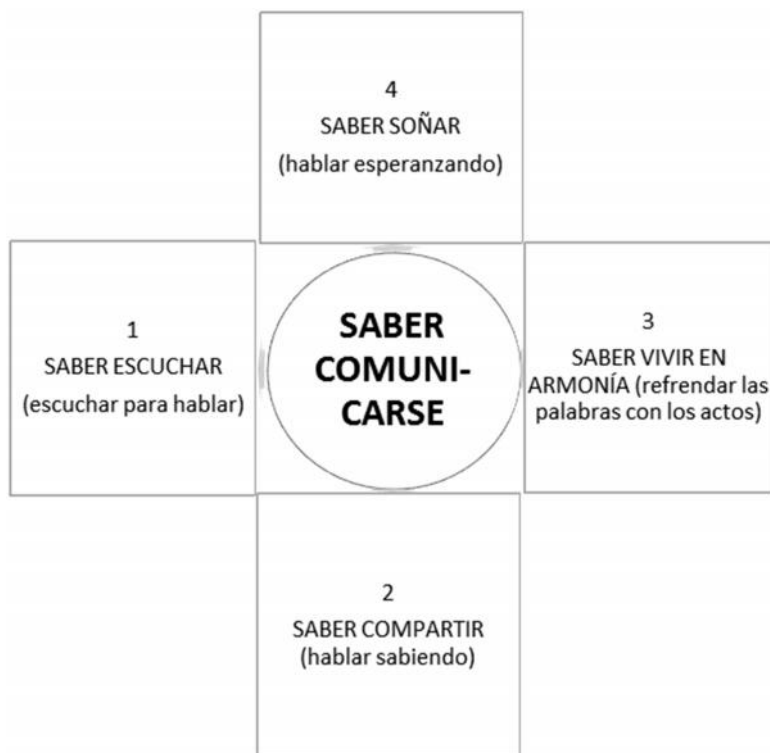 4
SABER SOÑAR
(hablar esperanzando)
1
SABER ESCUCHAR
(escuchar para hablar)
SABER
COMUNI-
CARSE
3
SABER VIVIR EN
ARMONÍA (refrendar las
palabras con los actos)
2
SABER COMPARTIR
(hablar sabiendo)